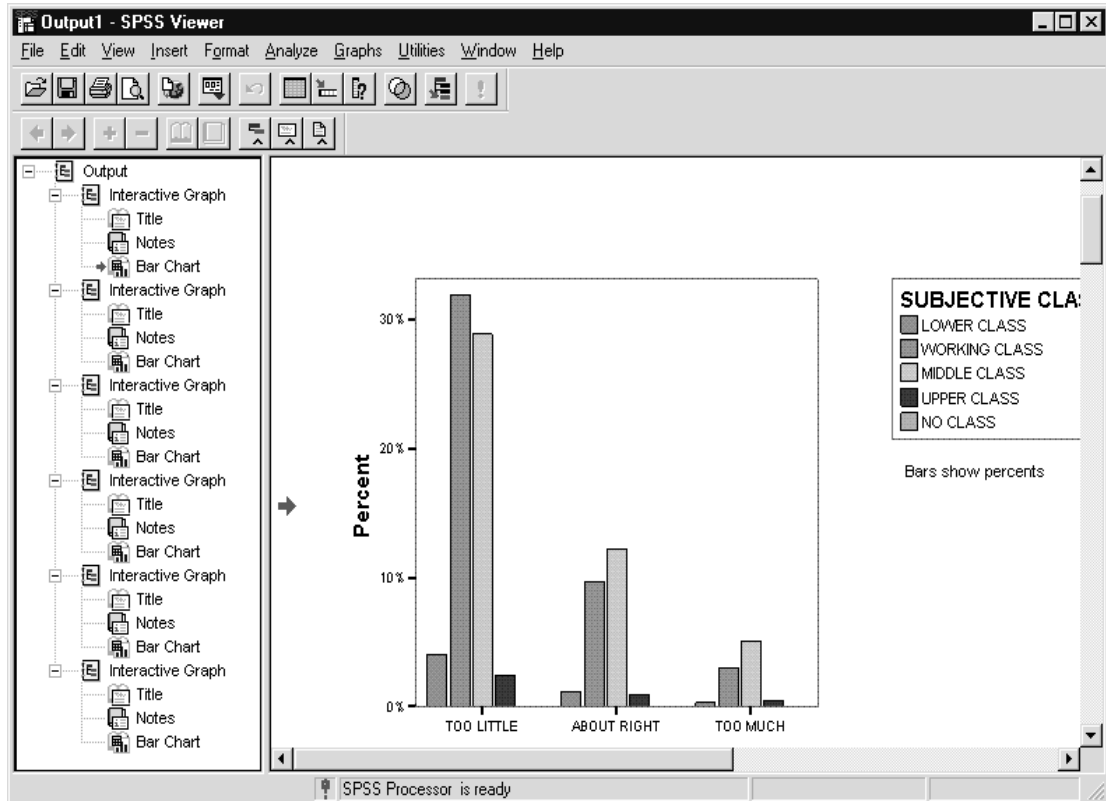 Output1 - SPSS Viewer
File Edit View Insert Format Analyze Graphs Utilities Window Help
Output
Interactive Graph
Title
Notes
Bar Chart
Interactive Graph
Title
Notes
Bar Chart
Interactive Graph
Title
Notes
Bar Chart
Interactive Graph
Title
Notes
Bar Chart
Interactive Graph
Title
Notes
Bar Chart
Interactive Graph
Title
Notes
Bar Chart
Percent
30%
20%
10%
0%
TOO LITTLE ABOUT RIGHT TOO MUCH
SUBJECTIVE CLA
LOWER CLASS
WORKING CLASS
MIDDLE CLASS
UPPER CLASS
NO CLASS
Bars show percents
SPSS Processor is ready